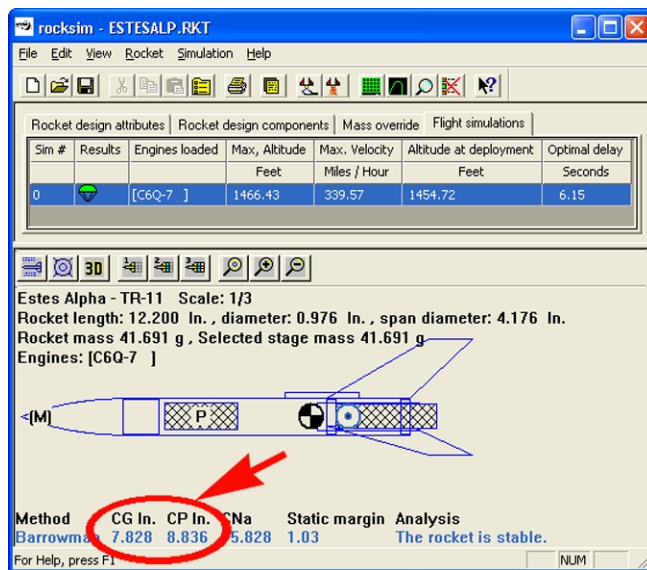 rocksim - ESTESALP.RKT
File Edit View Rocket Simulation Help
Rocket design attributes Rocket design components Mass override Flight simulations
Sim # Results Engines loaded Max, Altitude Max. Velocity Altitude at deployment Optimal delay
Feet Miles / Hour Feet Seconds
0 [C6Q-7 ] 1466.43 339.57 1454.72 6.15
3D 1 2 3
Estes Alpha - TR-11 Scale: 1/3
Rocket length: 12.200 In. , diameter: 0.976 In. , span diameter: 4.176 In.
Rocket mass 41.691 g , Selected stage mass 41.691 g
Engines: [C6Q-7 ]
<(M) P
Method CG In. CP In. CNa Static margin Analysis
Barrowman 7.828 8.836 5.828 1.03 The rocket is stable.
For Help, press F1 NUM